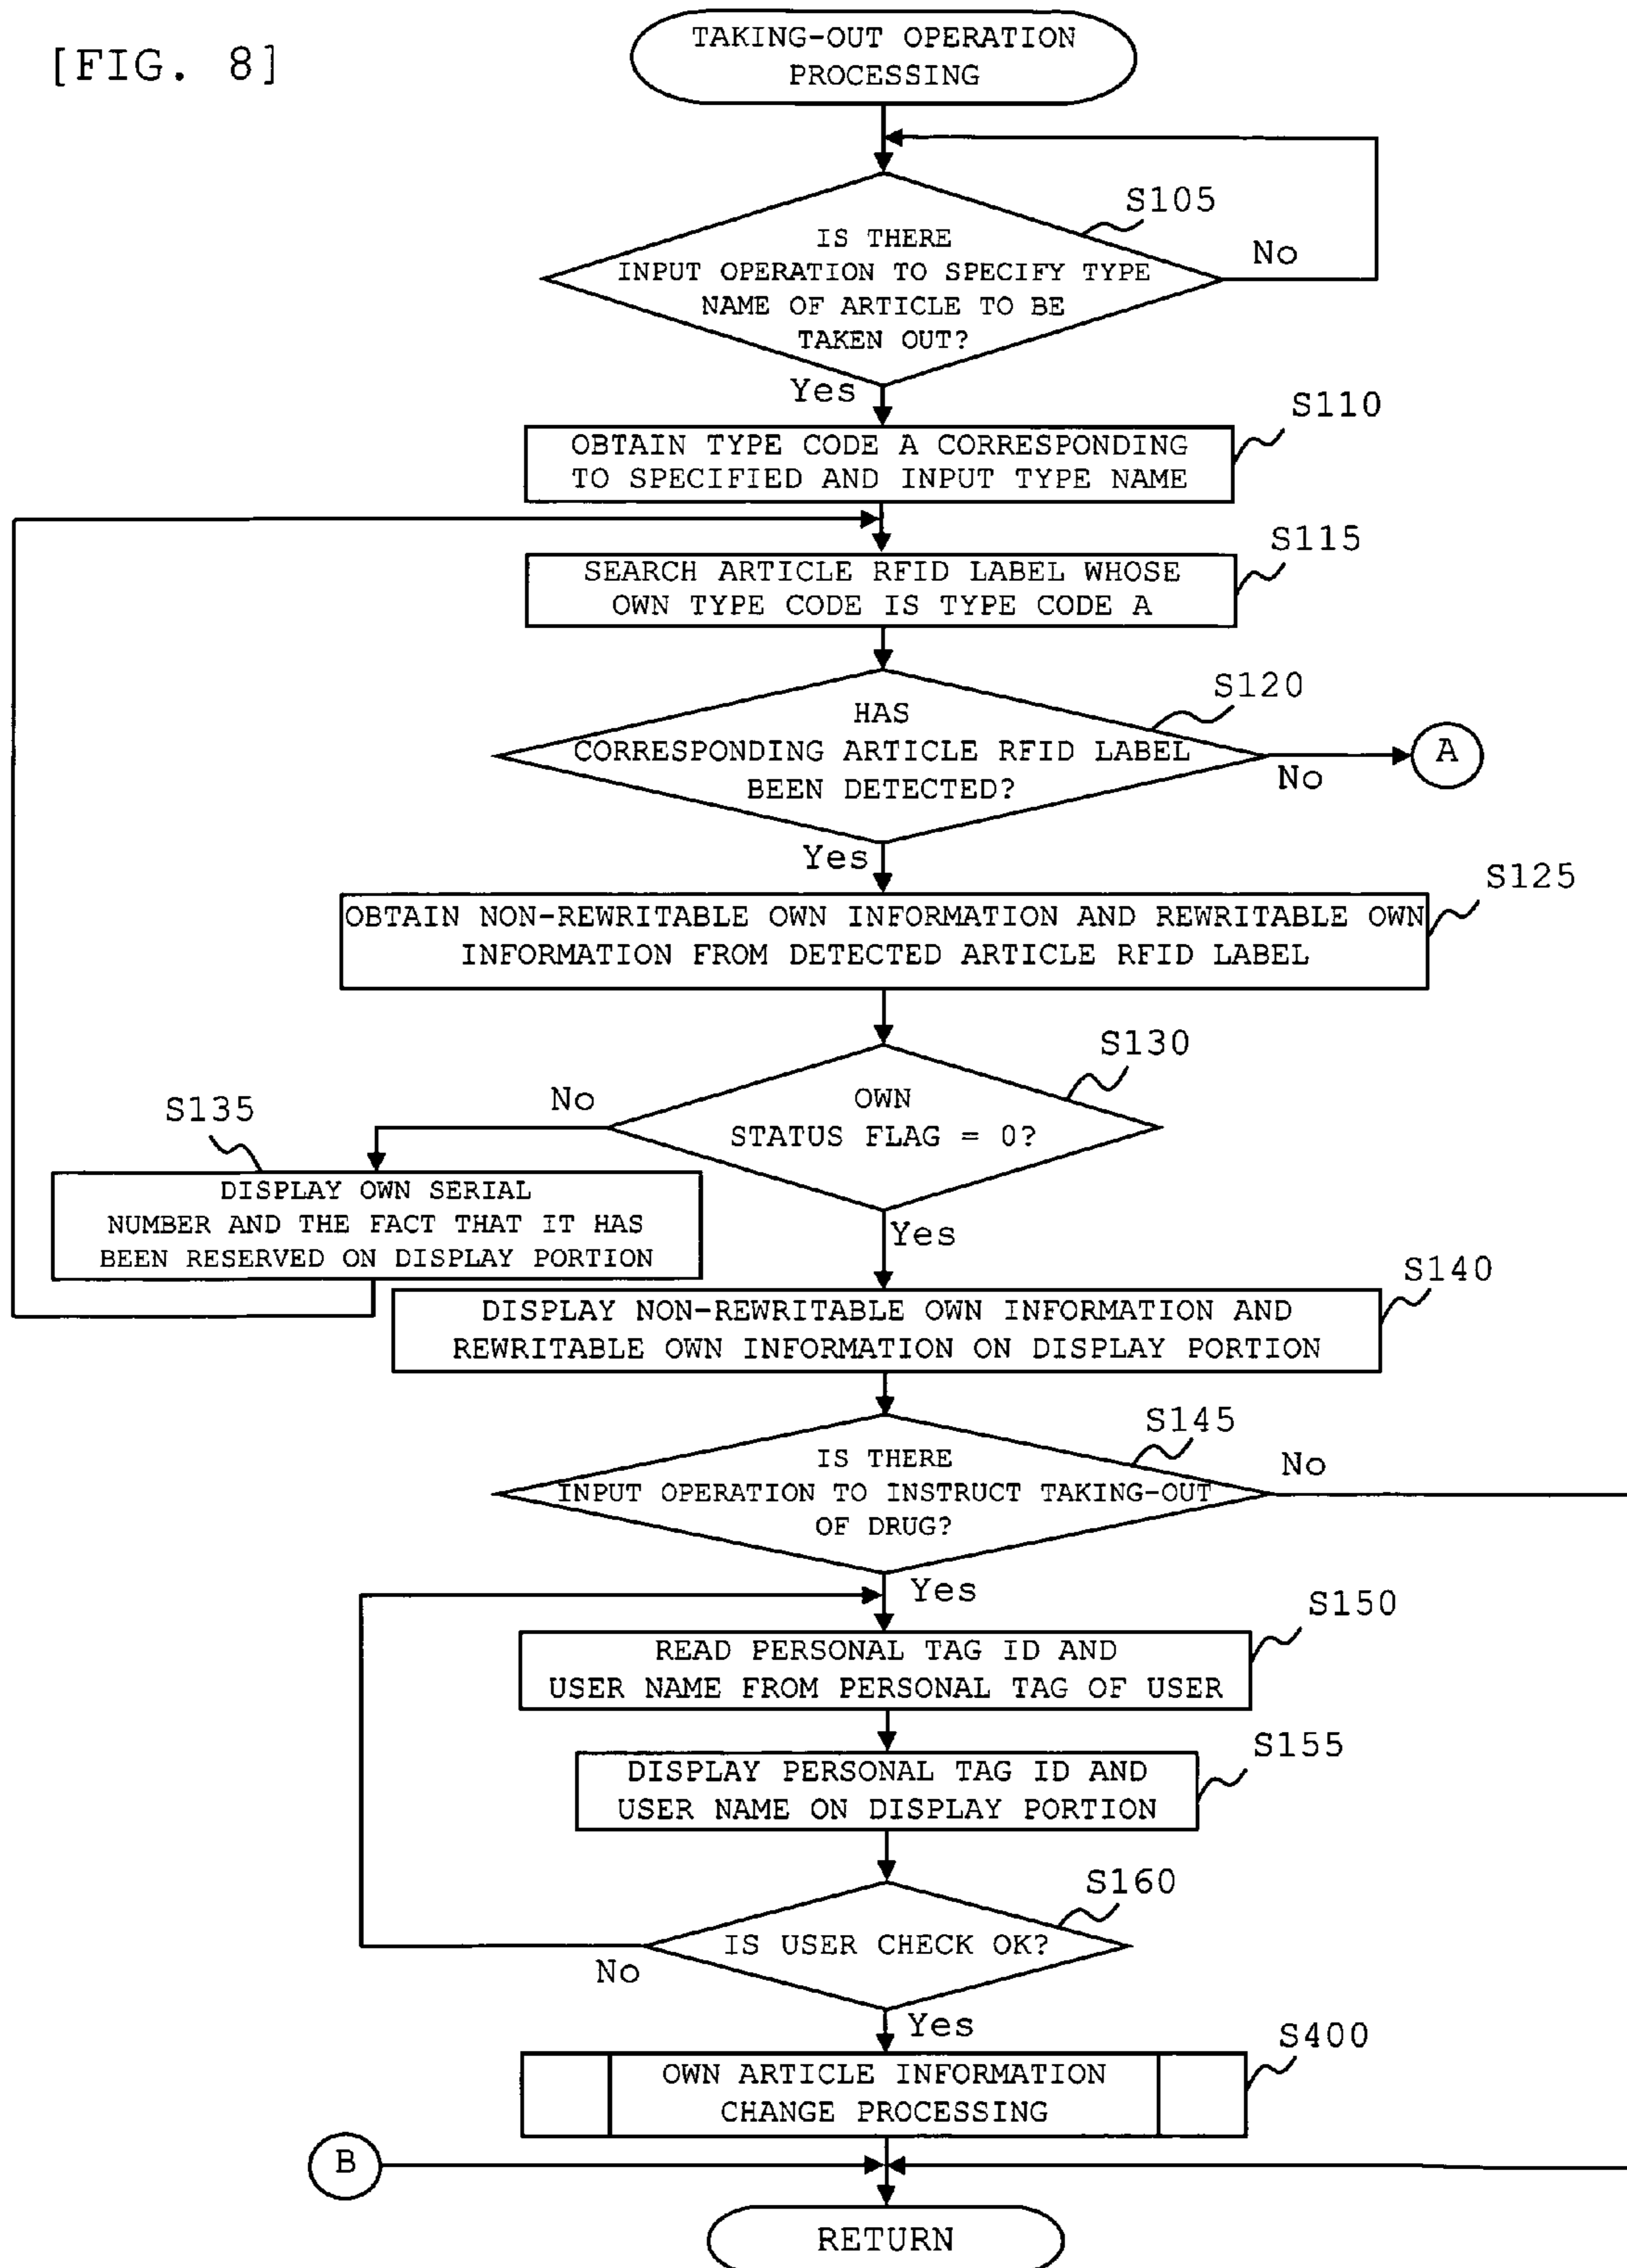 [FIG. 8]
TAKING-OUT OPERATION
PROCESSING
S105
IS THERE
INPUT OPERATION TO SPECIFY TYPE
NAME OF ARTICLE TO BE
TAKEN OUT?
No
Yes
S110
OBTAIN TYPE CODE A CORRESPONDING
TO SPECIFIED AND INPUT TYPE NAME
S115
SEARCH ARTICLE RFID LABEL WHOSE
OWN TYPE CODE IS TYPE CODE A
S120
HAS
CORRESPONDING ARTICLE RFID LABEL
BEEN DETECTED?
No
A
Yes
S125
OBTAIN NON-REWRITABLE OWN INFORMATION AND REWRITABLE OWN
INFORMATION FROM DETECTED ARTICLE RFID LABEL
S130
OWN
STATUS FLAG = 0?
No
S135
DISPLAY OWN SERIAL
NUMBER AND THE FACT THAT IT HAS
BEEN RESERVED ON DISPLAY PORTION
Yes
S140
DISPLAY NON-REWRITABLE OWN INFORMATION AND
REWRITABLE OWN INFORMATION ON DISPLAY PORTION
S145
IS THERE
INPUT OPERATION TO INSTRUCT TAKING-OUT
OF DRUG?
No
Yes
S150
READ PERSONAL TAG ID AND
USER NAME FROM PERSONAL TAG OF USER
S155
DISPLAY PERSONAL TAG ID AND
USER NAME ON DISPLAY PORTION
S160
IS USER CHECK OK?
No
Yes
S400
OWN ARTICLE INFORMATION
CHANGE PROCESSING
B
RETURN